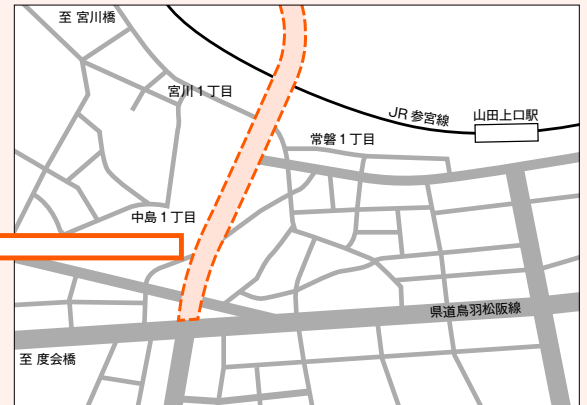 至 宮川橋
宮川１丁目
JR 参宮線
山田上口駅
常磐１丁目
中島１丁目
県道鳥羽松阪線
至 度会橋